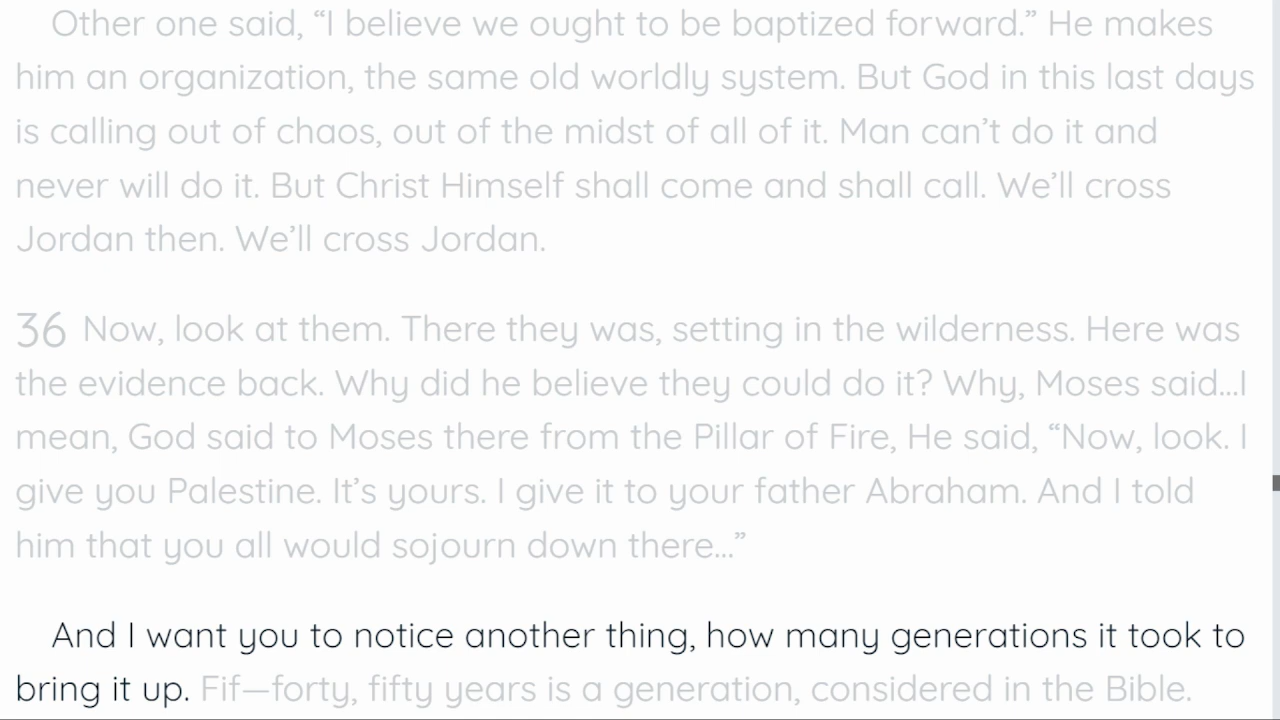 Other one said, “I believe we ought to be baptized forward.” He makes
him an organization, the same old worldly system. But God in this last days
is calling out of chaos, out of the midst of all of it. Man can’t do it and
never will do it. But Christ Himself shall come and shall call. We’ll cross
Jordan then. We’ll cross Jordan.
36 Now, look at them. There they was, setting in the wilderness. Here was
the evidence back. Why did he believe they could do it? Why, Moses said...I
mean, God said to Moses there from the Pillar of Fire, He said, “Now, look. I
give you Palestine. It’s yours. I give it to your father Abraham. And I told
him that you all would sojourn down there...”
And I want you to notice another thing, how many generations it took to
bring it up. Fif—forty, fifty years is a generation, considered in the Bible.